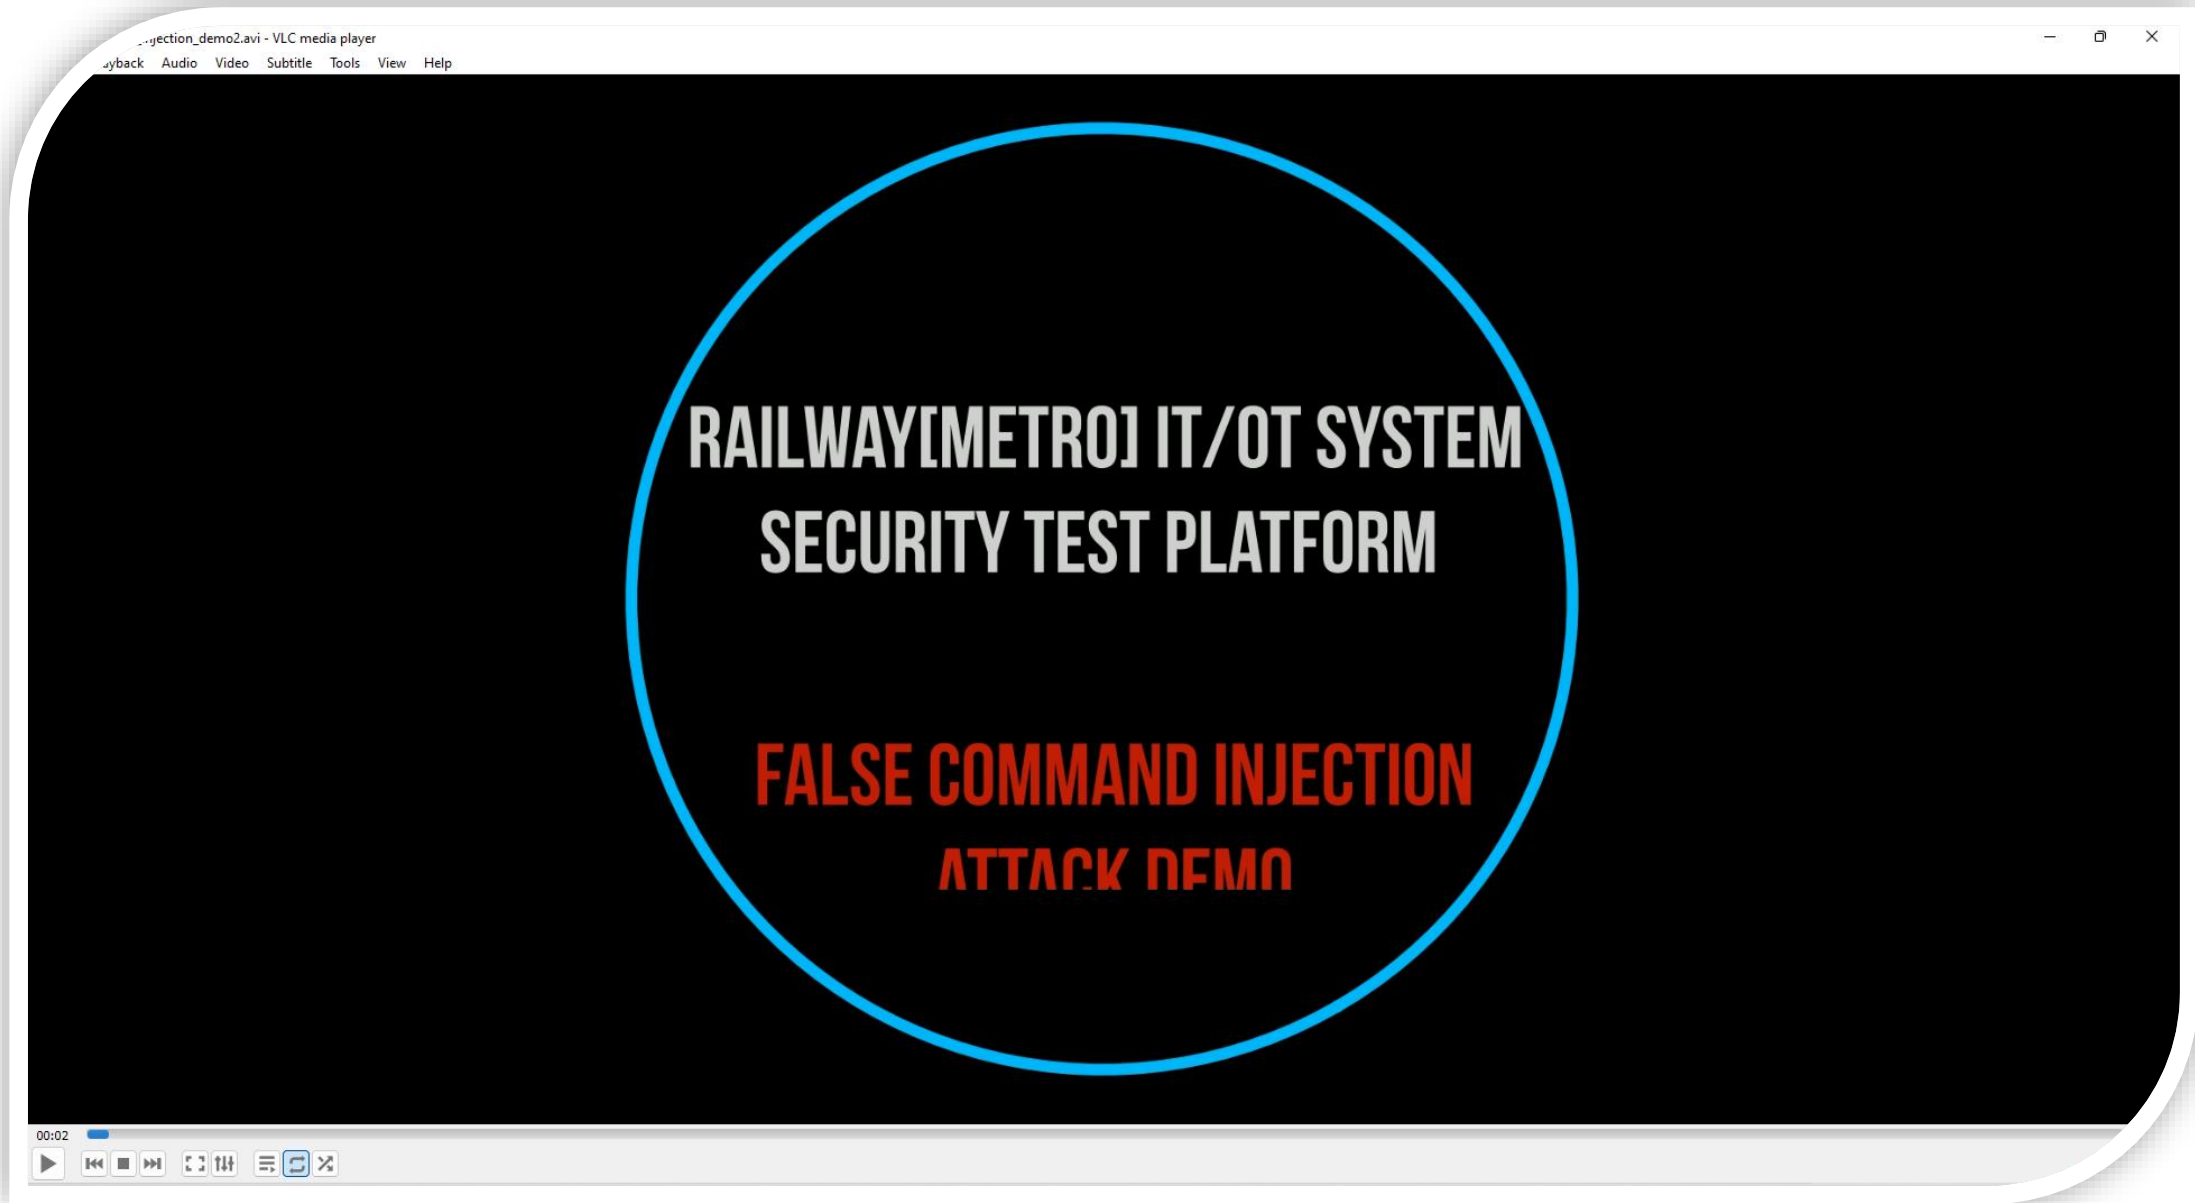 njection_demo2.avi - VLC media player
yback Audio Video Subtitle Tools View Help
RAILWAY[METRO] IT/OT SYSTEM
SECURITY TEST PLATFORM
FALSE COMMAND INJECTION
ATTACK DEMO
00:02